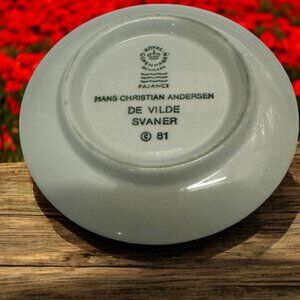 ROYAL
COPENHAGEN
DENMARK
FAJANCE
HANS CHRISTIAN ANDERSEN
DE VILDE
SVANER
© 81